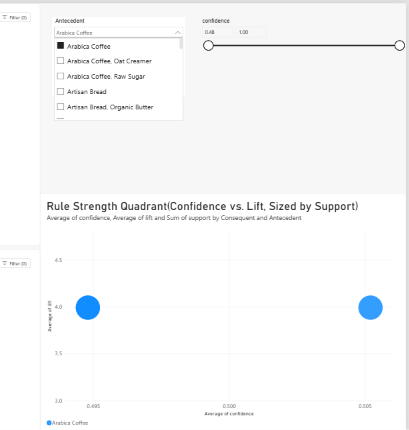 Filter (0)
Antecedent
Arabica Coffee
Arabica Coffee
Arabica Coffee, Oat Creamer
Arabica Coffee, Raw Sugar
Artisan Bread
Artisan Bread, Organic Butter
confidence
0.48 1.00
Rule Strength Quadrant(Confidence vs. Lift, Sized by Support)
Average of confidence, Average of lift and Sum of support by Consequent and Antecedent
Filter (0)
Average of lift
4.5
4.0
3.5
3.0
0.495 0.500 0.505
Average of confidence
Arabica Coffee